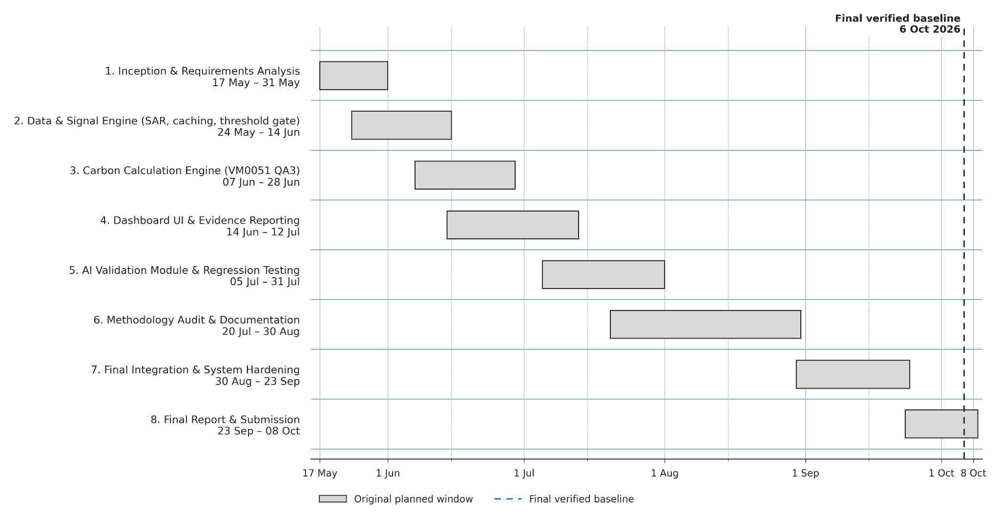 Final verified baseline
6 Oct 2026
1. Inception & Requirements Analysis
17 May – 31 May
2. Data & Signal Engine (SAR, caching, threshold gate)
24 May – 14 Jun
3. Carbon Calculation Engine (VM0051 QA3)
07 Jun – 28 Jun
4. Dashboard UI & Evidence Reporting
14 Jun – 12 Jul
5. AI Validation Module & Regression Testing
05 Jul – 31 Jul
6. Methodology Audit & Documentation
20 Jul – 30 Aug
7. Final Integration & System Hardening
30 Aug – 23 Sep
8. Final Report & Submission
23 Sep – 08 Oct
17 May 1 Jun 1 Jul 1 Aug 1 Sep 1 Oct 8 Oct
Original planned window Final verified baseline